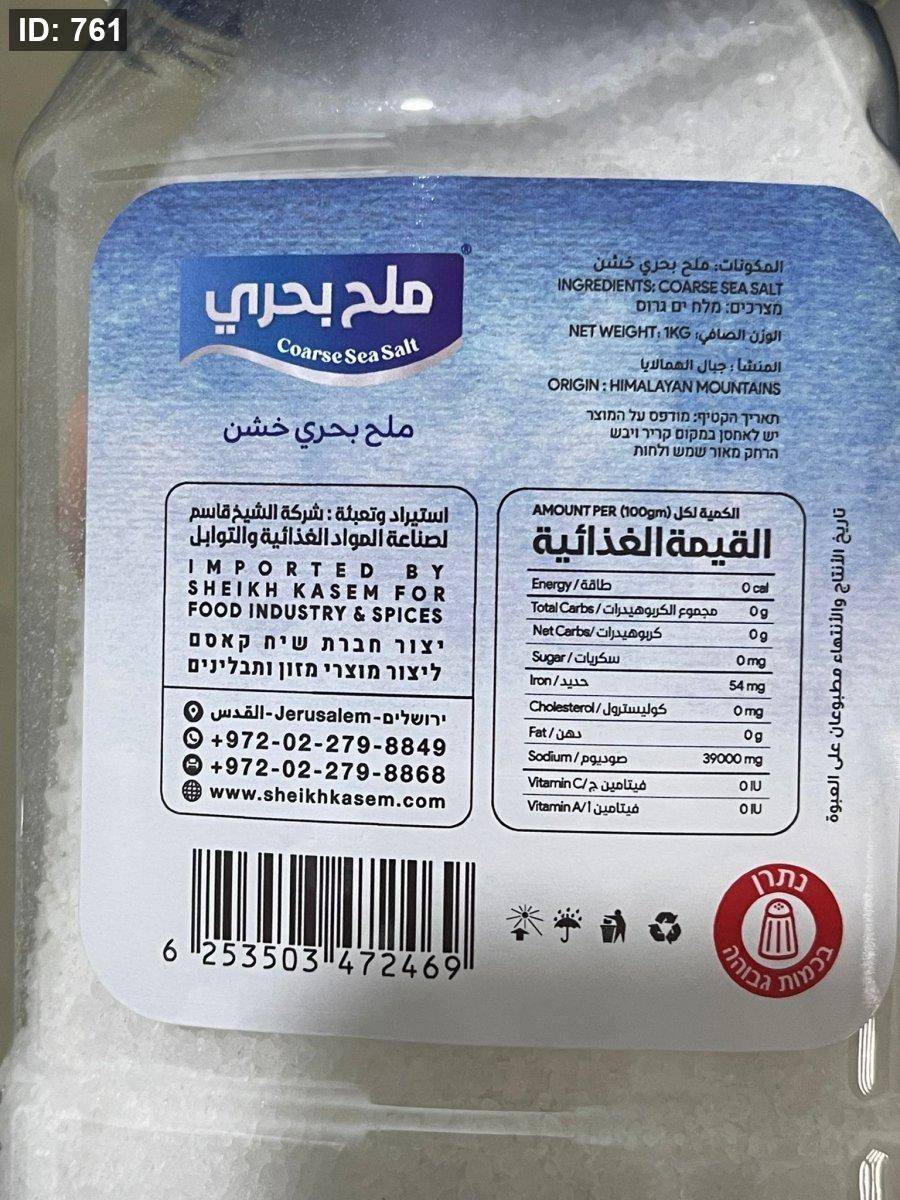 ID: 761
ملح بحري
®
Coarse Sea Salt
ملح بحري خشن
المكونات: ملح بحري خشن
INGREDIENTS: COARSE SEA SALT
מצרכים: מלח ים גרוס
الوزن الصافي: NET WEIGHT: 1KG
المنشأ : جبال الهمالايا
ORIGIN : HIMALAYAN MOUNTAINS
תאריך הקטיף: מודפס על המוצר
יש לאחסן במקום קריר ויבש
הרחק מאור שמש ולחות
استيراد وتعبئة : شركة الشيخ قاسم
لصناعة المواد الغذائية والتوابل
IMPORTED BY
SHEIKH KASEM FOR
FOOD INDUSTRY & SPICES
יצור חברת שיח קאסם
ליצור מוצרי מזון ותבלינים
ירושלים-Jerusalem-القدس
+972-02-279-8849
+972-02-279-8868
www.sheikhkasem.com
AMOUNT PER (100gm) الكمية لكل
القيمة الغذائية
Energy / طاقة 0 cal
Total Carbs / مجموع الكربوهيدرات 0 g
Net Carbs/ كربوهيدرات 0 g
Sugar / سكريات 0 mg
Iron / حديد 54 mg
Cholesterol / كوليسترول 0 mg
Fat / دهن 0 g
Sodium / صوديوم 39000 mg
Vitamin C/ فيتامين ج 0 IU
Vitamin A/ فيتامين أ 0 IU
تاريخ الأنتاج والأنتهاء مطبوعان على العبوة
6 253503 472469
נתרן
בכמות גבוהה